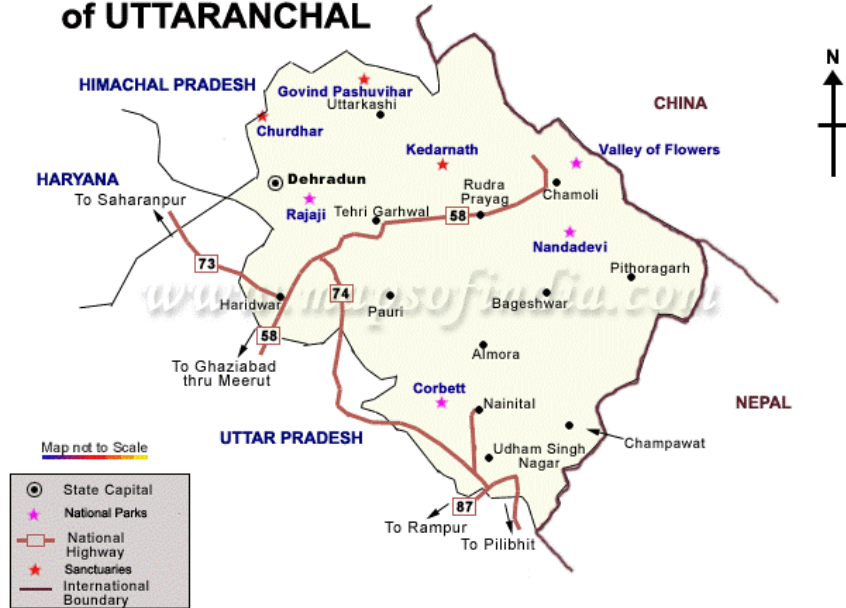 of UTTARANCHAL
N
HIMACHAL PRADESH
Govind Pashuvihar
Uttarkashi
CHINA
Churdhar
Kedarnath
Valley of Flowers
HARYANA
Dehradun
To Saharanpur
Rajaji
Rudra
Prayag
Chamoli
Tehri Garhwal
58
Nandadevi
73
74
Pithoragarh
www.mapsofindia.com
Haridwar
Pauri
Bageshwar
58
To Ghaziabad
thru Meerut
Almora
Corbett
Nainital
NEPAL
UTTAR PRADESH
Champawat
Udham Singh
Nagar
87
To Rampur
To Pilibhit
Map not to Scale
State Capital
National Parks
National
Highway
Sanctuaries
International
Boundary